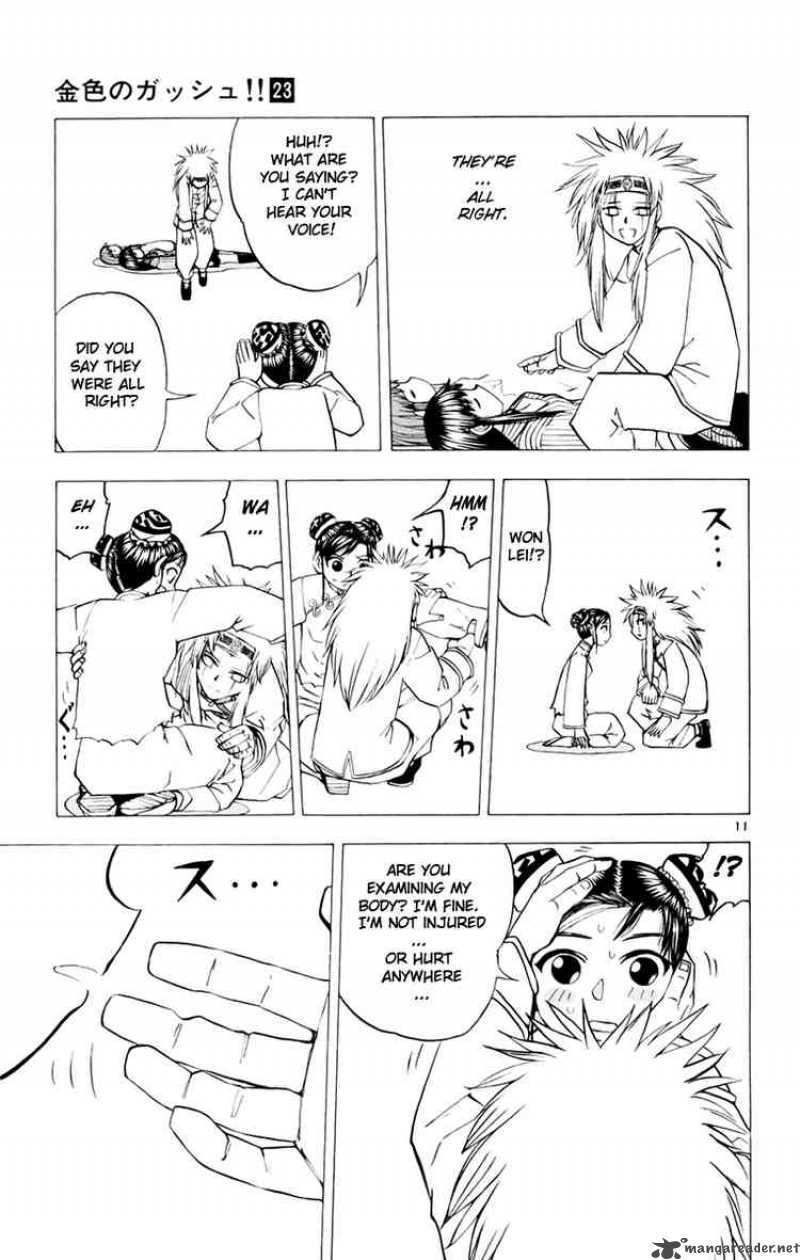 金色のガッシュ!! 23
THEY'RE
...
ALL
RIGHT.
HUH!?
WHAT ARE
YOU SAYING?
I CAN'T
HEAR YOUR
VOICE!
DID YOU
SAY THEY
WERE ALL
RIGHT?
ス...
WON
LEI!?
HMM
!?
さわ
さわ
WA
...
EH
...
ぐ...
11
!?
ARE YOU
EXAMINING MY
BODY? I'M FINE.
I'M NOT INJURED
...
OR HURT
ANYWHERE
...
ス...
mangareader.net